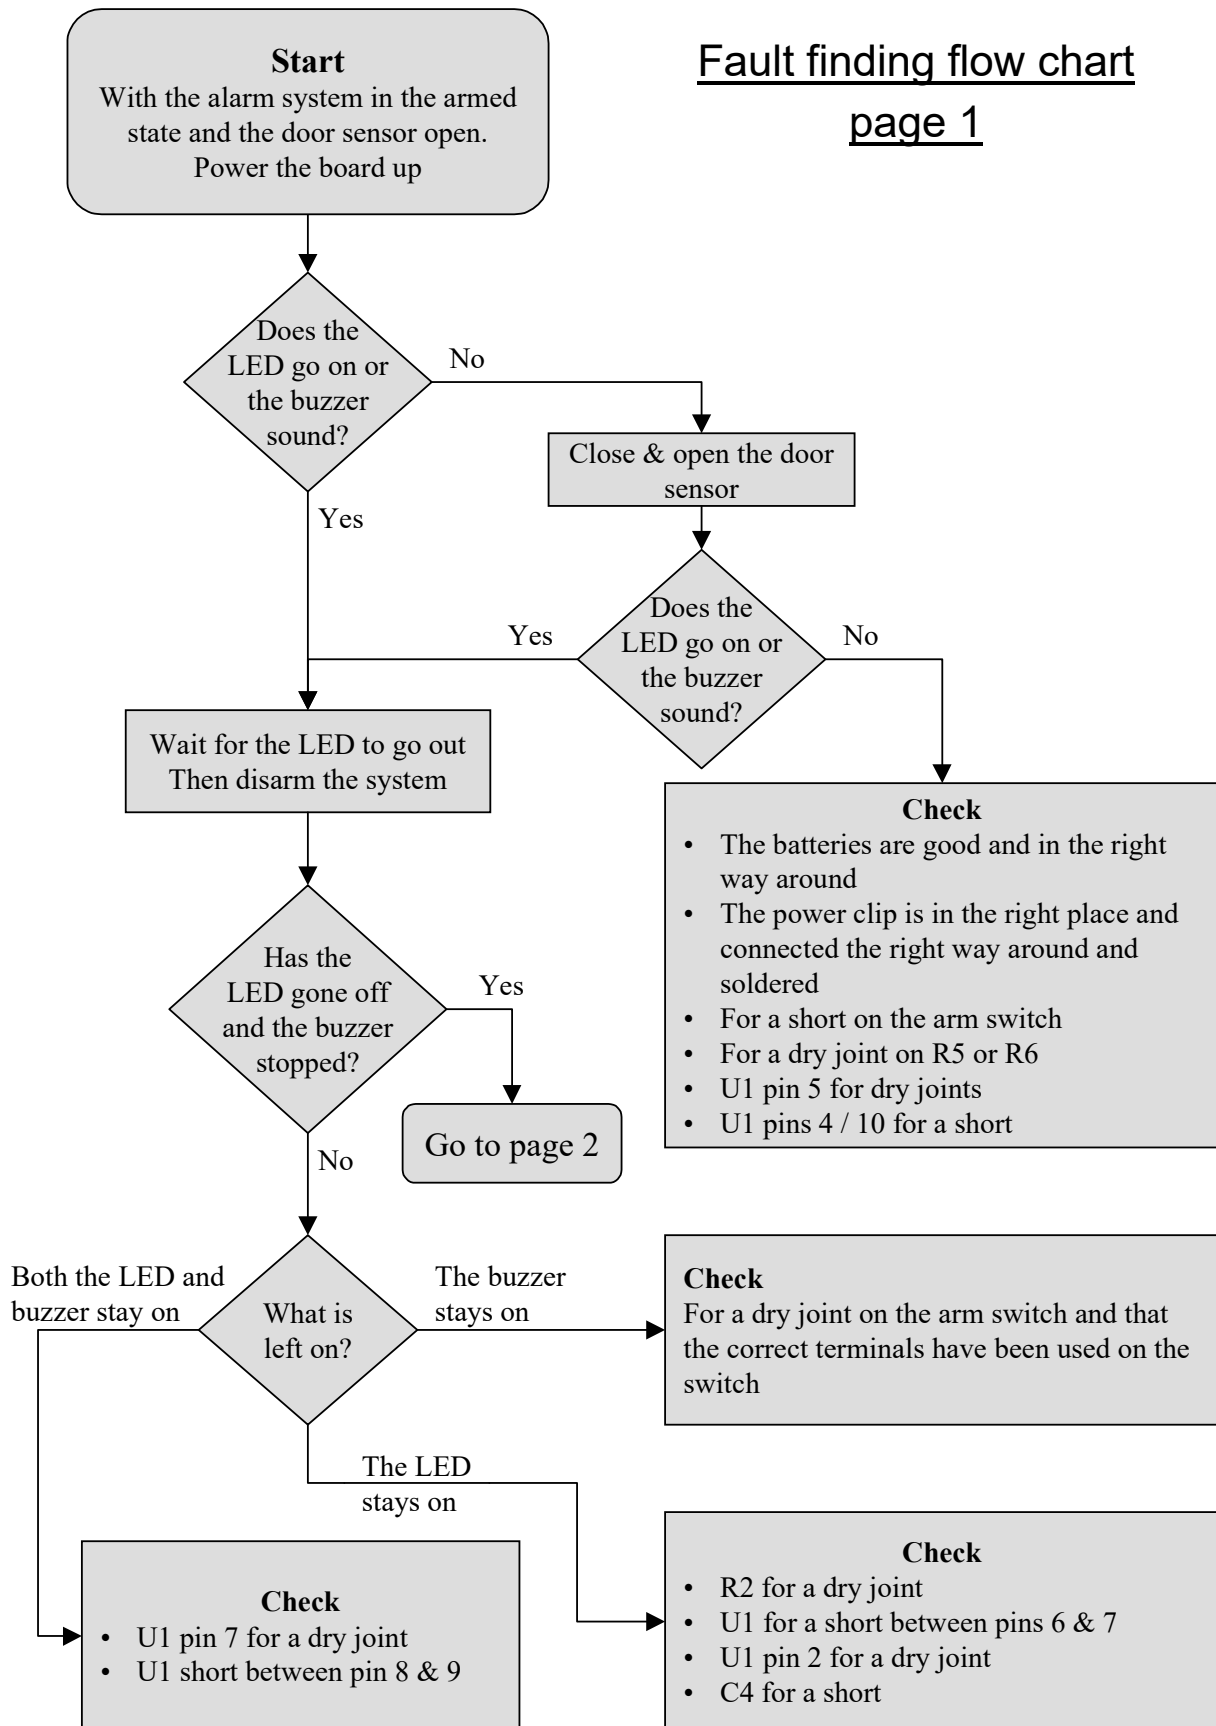 Fault finding flow chart
page 1
Start
With the alarm system in the armed
state and the door sensor open.
Power the board up
Does the
LED go on or
the buzzer
sound?
No
Yes
Close & open the door
sensor
Does the
LED go on or
the buzzer
sound?
Yes
No
Wait for the LED to go out
Then disarm the system
Check
• The batteries are good and in the right
way around
• The power clip is in the right place and
connected the right way around and
soldered
• For a short on the arm switch
• For a dry joint on R5 or R6
• U1 pin 5 for dry joints
• U1 pins 4 / 10 for a short
Has the
LED gone off
and the buzzer
stopped?
Yes
Go to page 2
No
What is
left on?
Both the LED and
buzzer stay on
The buzzer
stays on
Check
For a dry joint on the arm switch and that
the correct terminals have been used on the
switch
The LED
stays on
Check
• U1 pin 7 for a dry joint
• U1 short between pin 8 & 9
Check
• R2 for a dry joint
• U1 for a short between pins 6 & 7
• U1 pin 2 for a dry joint
• C4 for a short